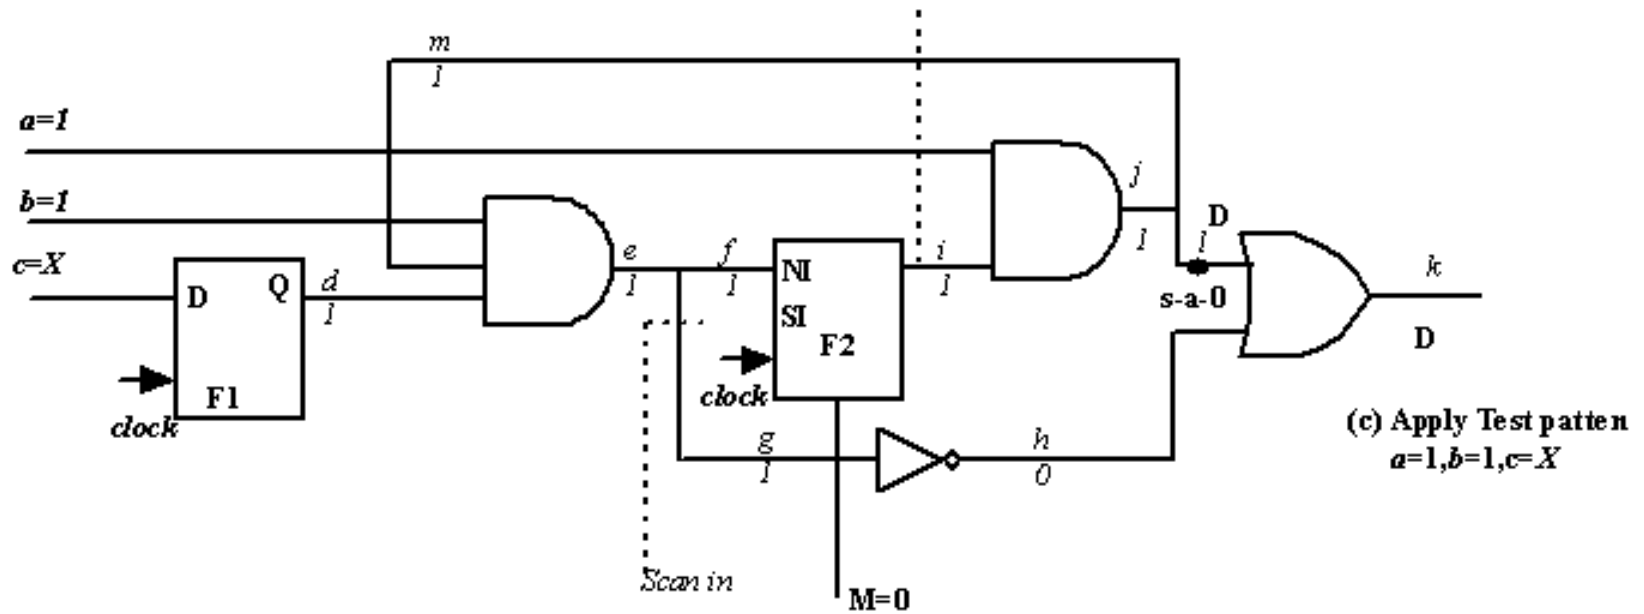 m
1
a=1
j
b=1
D
1
1
c=X
D
Q
d
1
e
1
f
1
NI
SI
i
1
k
s-a-0
F2
D
F1
clock
clock
(c) Apply Test patten
a=1,b=1,c=X
g
1
h
0
Scan in
M=0